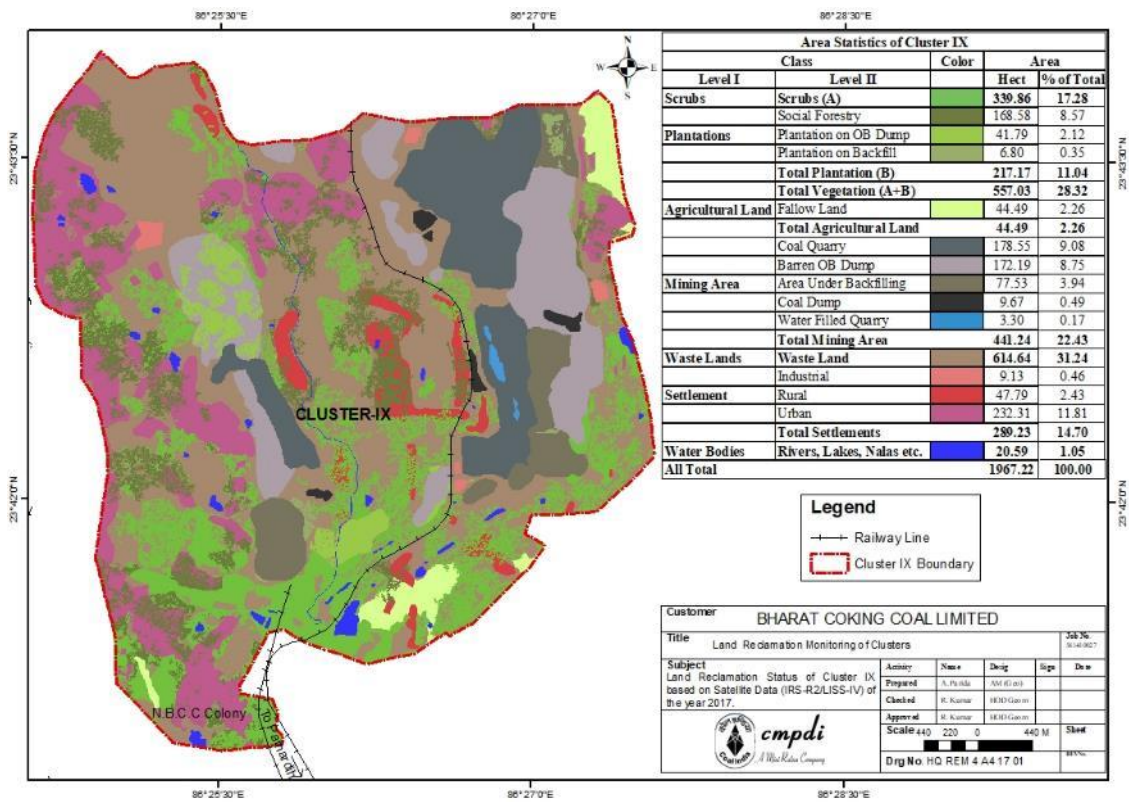 86°25'30"E 86°27'0"E 86°28'30"E
23°43'30"N 23°43'30"N
23°42'0"N 23°42'0"N
W N E S
CLUSTER-IX
N.B.C.C Colony
Area Statistics of Cluster IX
Class Color Area
Level I Level II Hect % of Total
Scrubs Scrubs (A) 339.86 17.28
Social Forestry 168.58 8.57
Plantations Plantation on OB Dump 41.79 2.12
Plantation on Backfill 6.80 0.35
Total Plantation (B) 217.17 11.04
Total Vegetation (A+B) 557.03 28.32
Agricultural Land Fallow Land 44.49 2.26
Total Agricultural Land 44.49 2.26
Coal Quarry 178.55 9.08
Barren OB Dump 172.19 8.75
Mining Area Area Under Backfilling 77.53 3.94
Coal Dump 9.67 0.49
Water Filled Quarry 3.30 0.17
Total Mining Area 441.24 22.43
Waste Lands Waste Land 614.64 31.24
Industrial 9.13 0.46
Settlement Rural 47.79 2.43
Urban 232.31 11.81
Total Settlements 289.23 14.70
Water Bodies Rivers, Lakes, Nalas etc. 20.59 1.05
All Total 1967.22 100.00
Legend
Railway Line
Cluster IX Boundary
Customer BHARAT COKING COAL LIMITED
Title Land Reclamation Monitoring of Clusters Job No.
Subject
Land Reclamation Status of Cluster IX
based on Satellite Data (IRS-R2/LISS-IV) of
the year 2017.
Activity Name Desig Sign Date
Prepared A. Panda
Checked R. Kumar HOD Geom
Approved R. Kumar HOD Geom
Scale 440 220 0 440 M Sheet
Drg No. HQ REM 4 A4 17 01
Coal India
cmpdi
A Mini Ratna Company
86°25'30"E 86°27'0"E 86°28'30"E